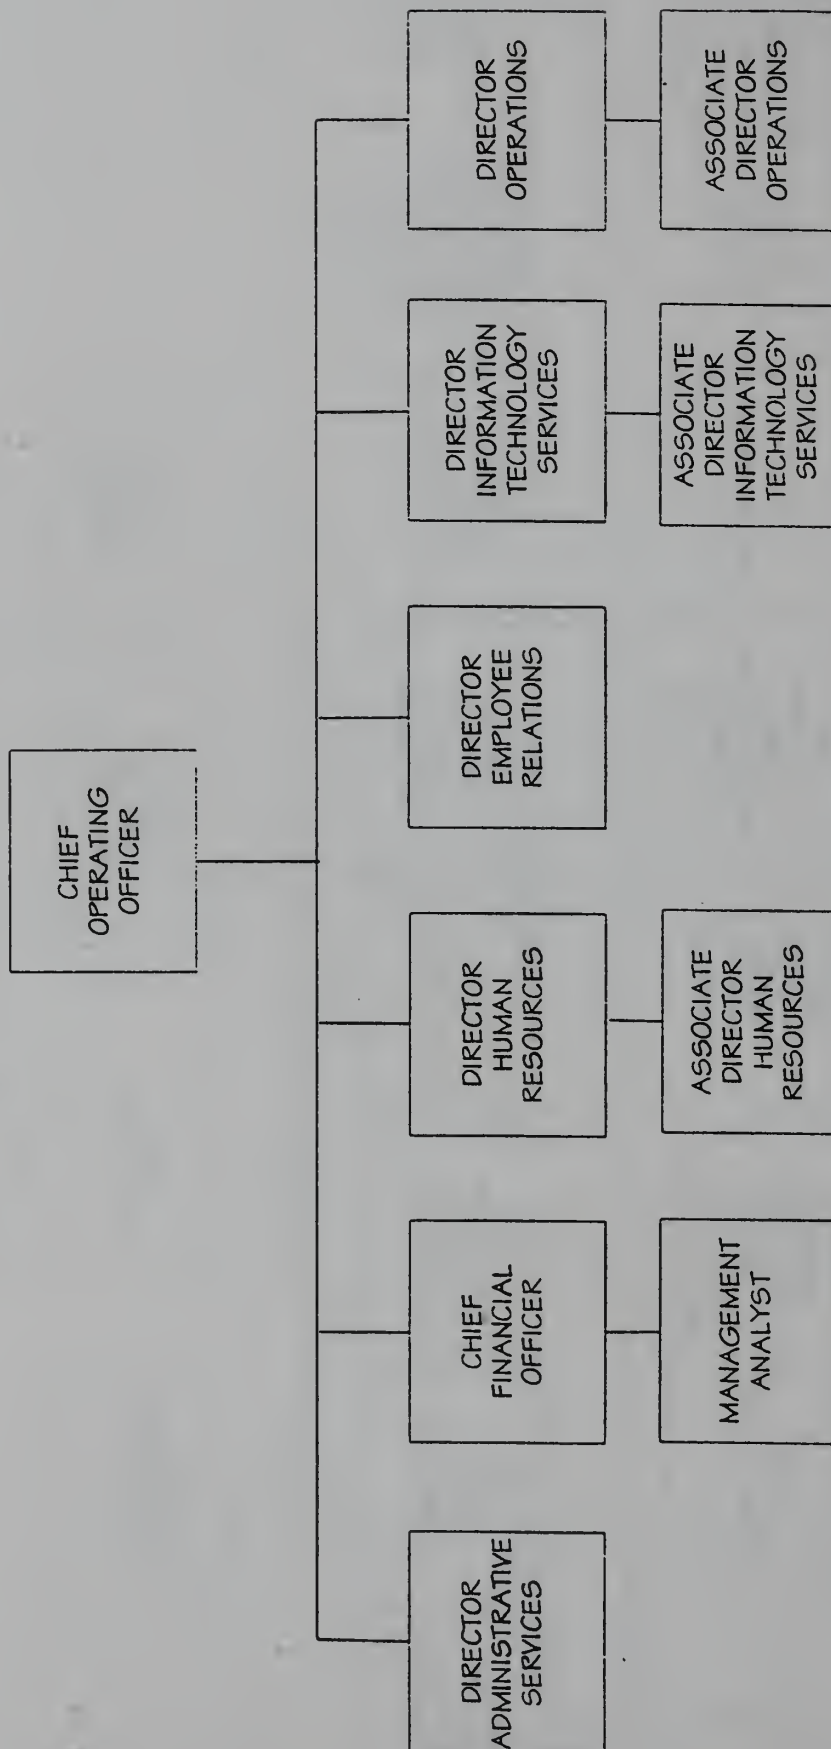 CHIEF
OPERATING
OFFICER
DIRECTOR
ADMINISTRATIVE
SERVICES
CHIEF
FINANCIAL
OFFICER
DIRECTOR
HUMAN
RESOURCES
DIRECTOR
EMPLOYEE
RELATIONS
DIRECTOR
INFORMATION
TECHNOLOGY
SERVICES
DIRECTOR
OPERATIONS
MANAGEMENT
ANALYST
ASSOCIATE
DIRECTOR
HUMAN
RESOURCES
ASSOCIATE
DIRECTOR
INFORMATION
TECHNOLOGY
SERVICES
ASSOCIATE
DIRECTOR
OPERATIONS